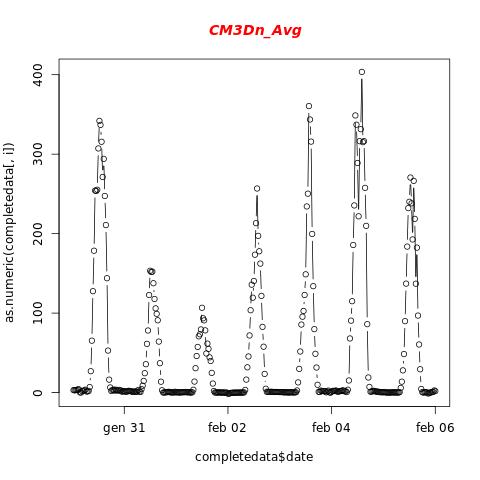 CM3Dn_Avg
as.numeric(completedata[, i])
400
300
200
100
0
gen 31
feb 02
feb 04
feb 06
completedata$date